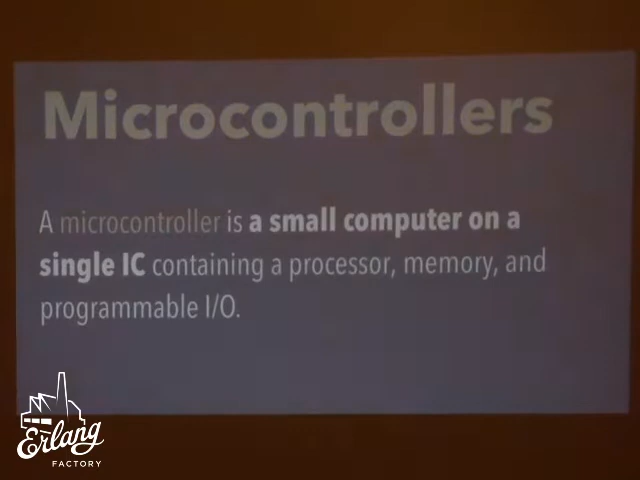 Microcontrollers
A microcontroller is a small computer on a
single IC containing a processor, memory, and
programmable I/O.
Erlang
FACTORY